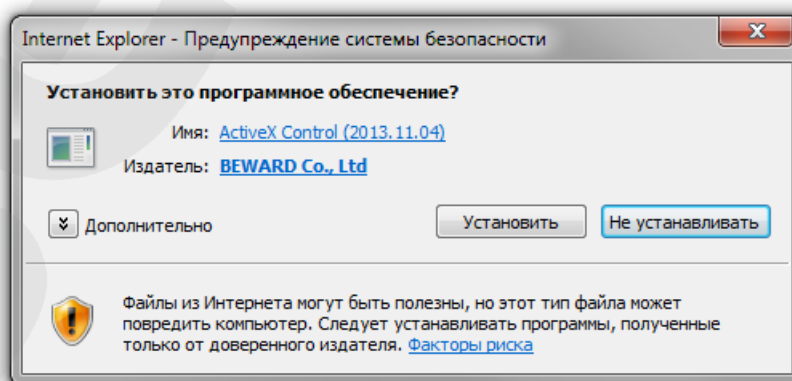 Internet Explorer - Предупреждение системы безопасности
Установить это программное обеспечение?
Имя: ActiveX Control (2013.11.04)
Издатель: BEWARD Co., Ltd
Дополнительно
Установить
Не устанавливать
Файлы из Интернета могут быть полезны, но этот тип файла может
повредить компьютер. Следует устанавливать программы, полученные
только от доверенного издателя. Факторы риска